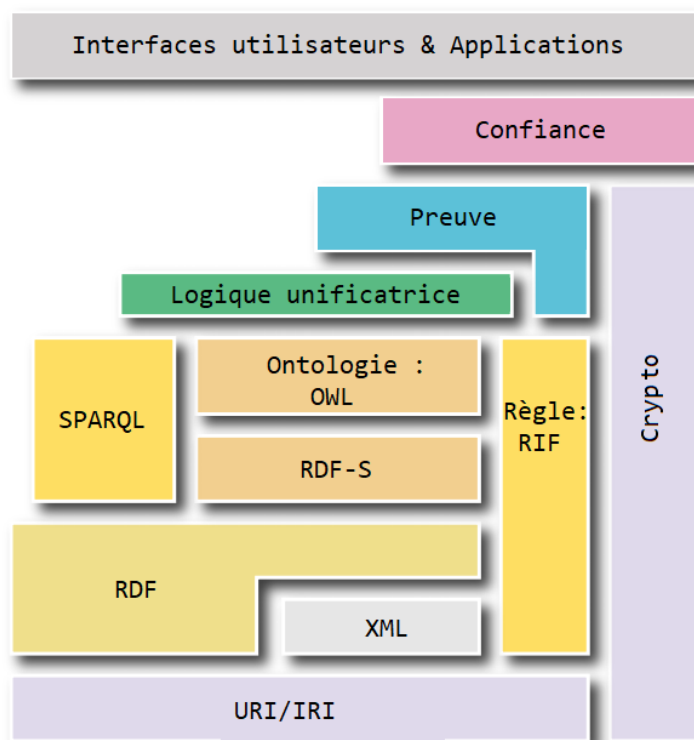 Interfaces utilisateurs & Applications
Confiance
Preuve
Logique unificatrice
SPARQL
Ontologie :
OWL
Règle:
RIF
RDF-S
Crypto
RDF
XML
URI/IRI